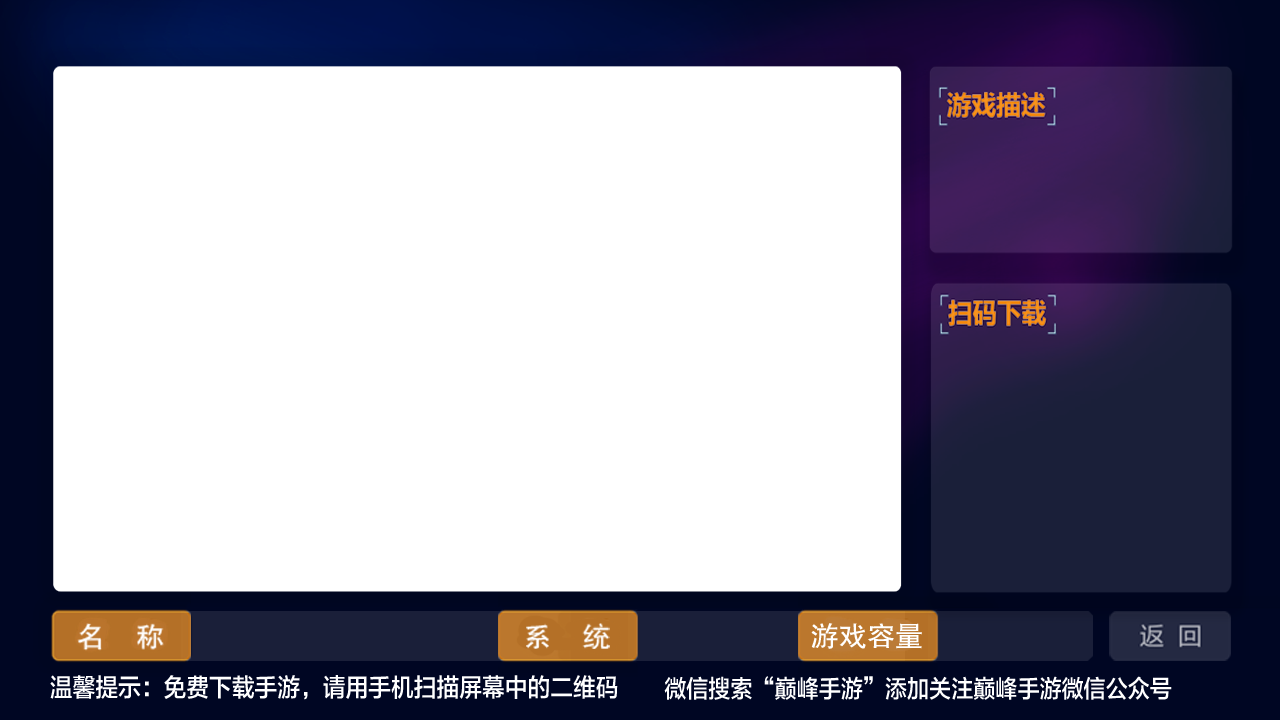 游戏描述
扫码下载
名 称
系 统
游戏容量
返 回
温馨提示：免费下载手游，请用手机扫描屏幕中的二维码
微信搜索“巅峰手游”添加关注巅峰手游微信公众号